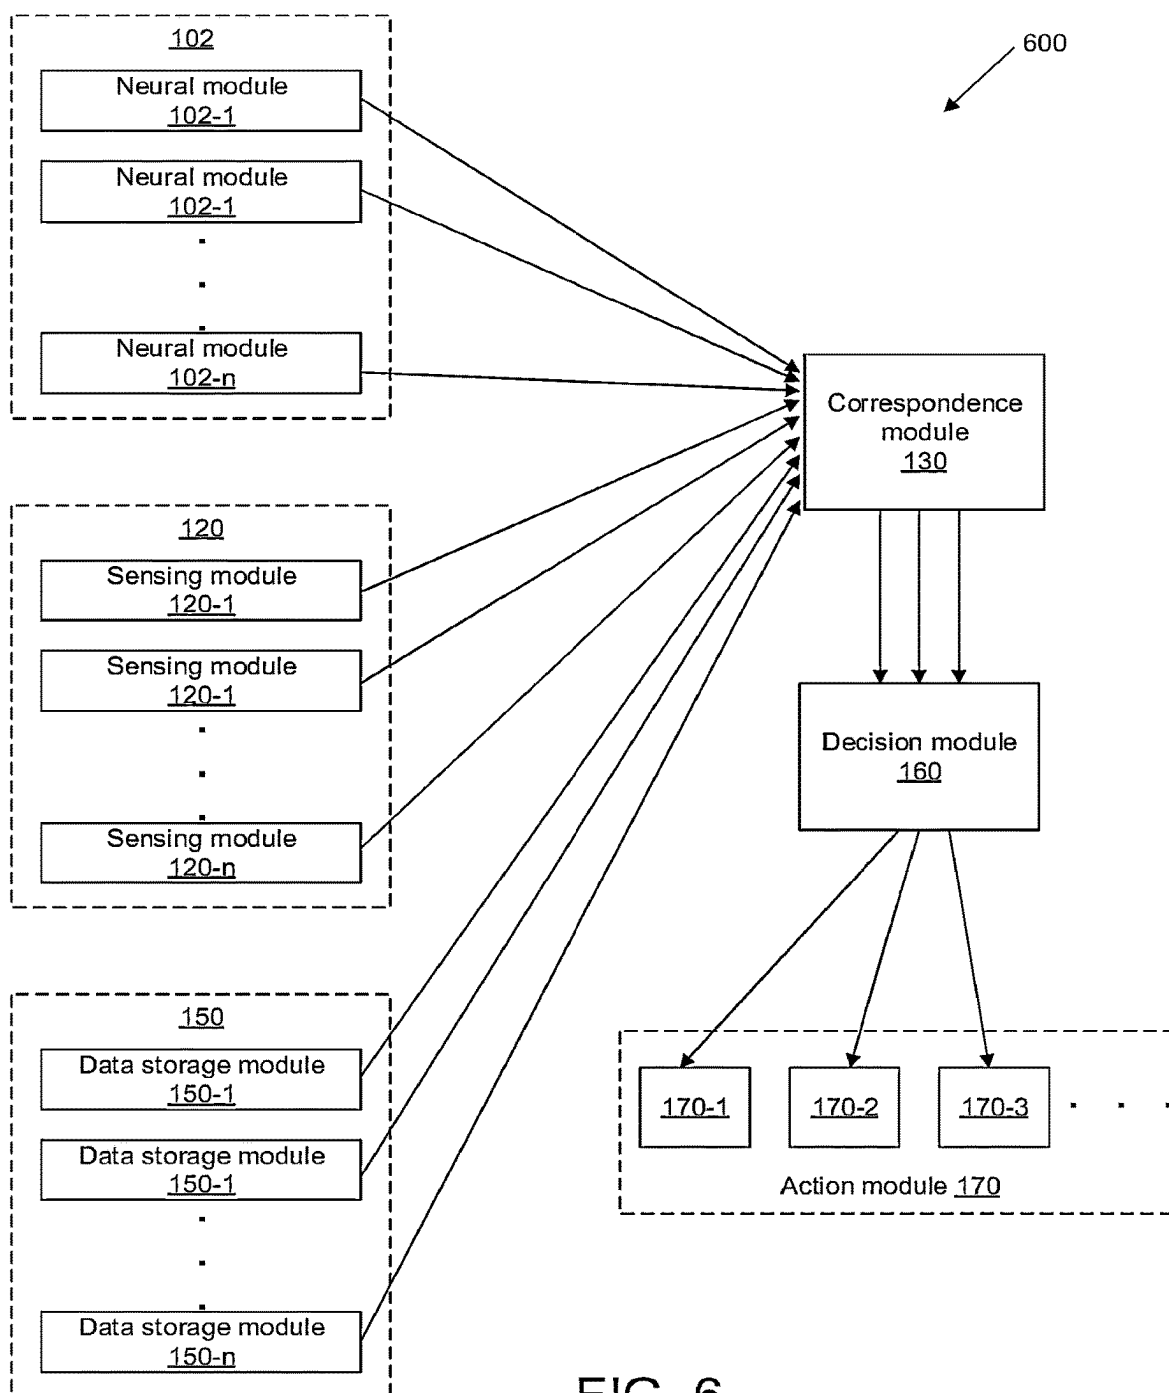 102
Neural module
102-1
Neural module
102-1
Neural module
102-n
120
Sensing module
120-1
Sensing module
120-1
Sensing module
120-n
150
Data storage module
150-1
Data storage module
150-1
Data storage module
150-n
600
Correspondence
module
130
Decision module
160
170-1
170-2
170-3
Action module 170
FIG. 6